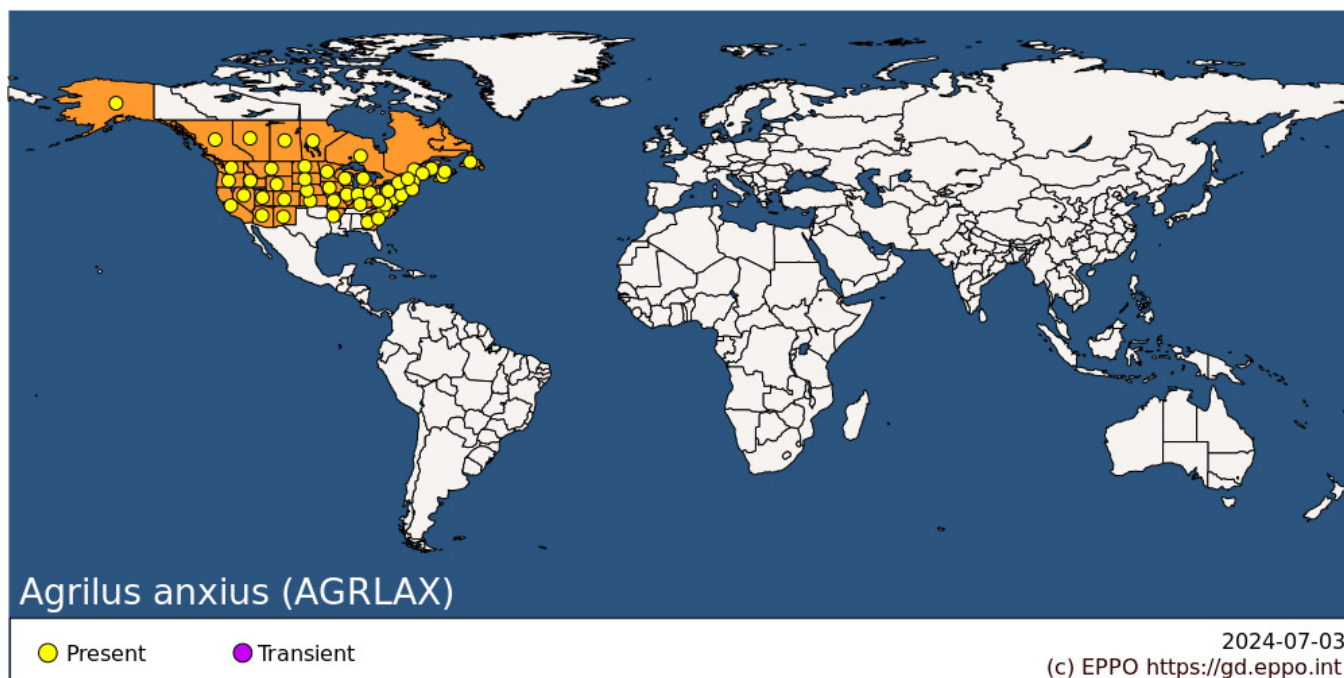 Agrilus anxius (AGRLAX)
Present
Transient
2024-07-03
(c) EPPO https://gd.eppo.int